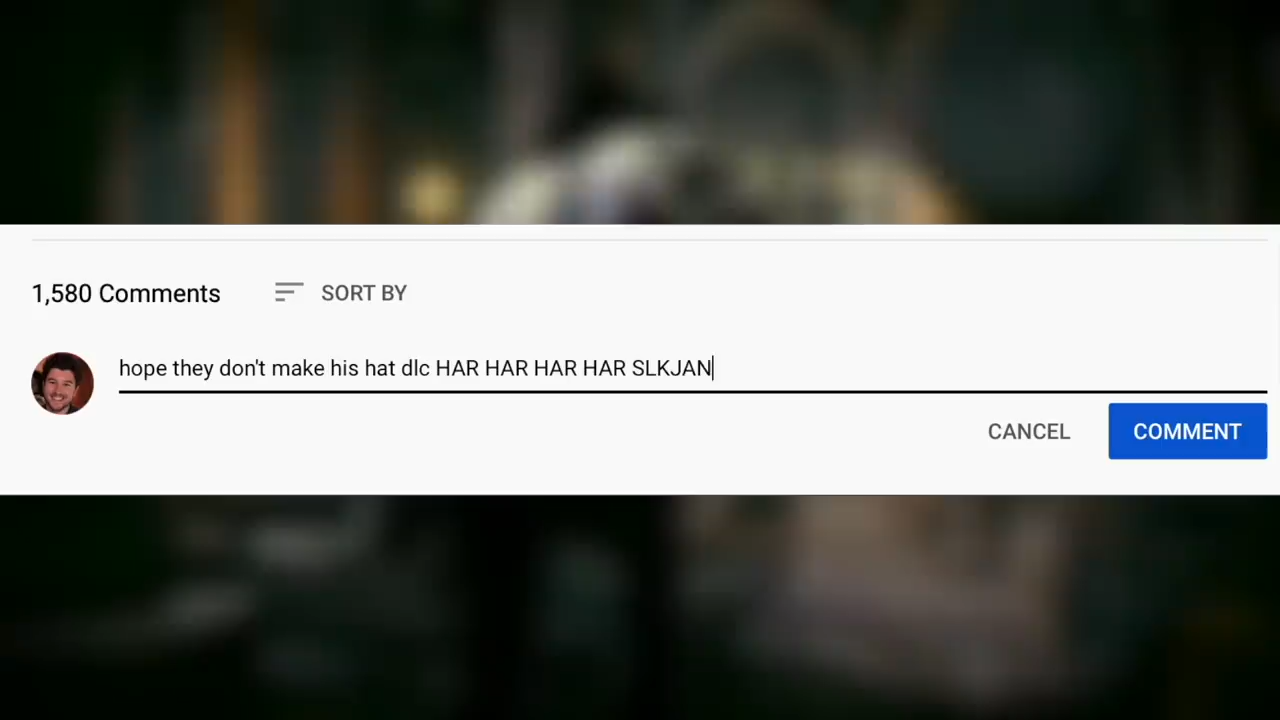 1,580 Comments SORT BY
hope they don't make his hat dlc HAR HAR HAR HAR SLKJAN
CANCEL COMMENT